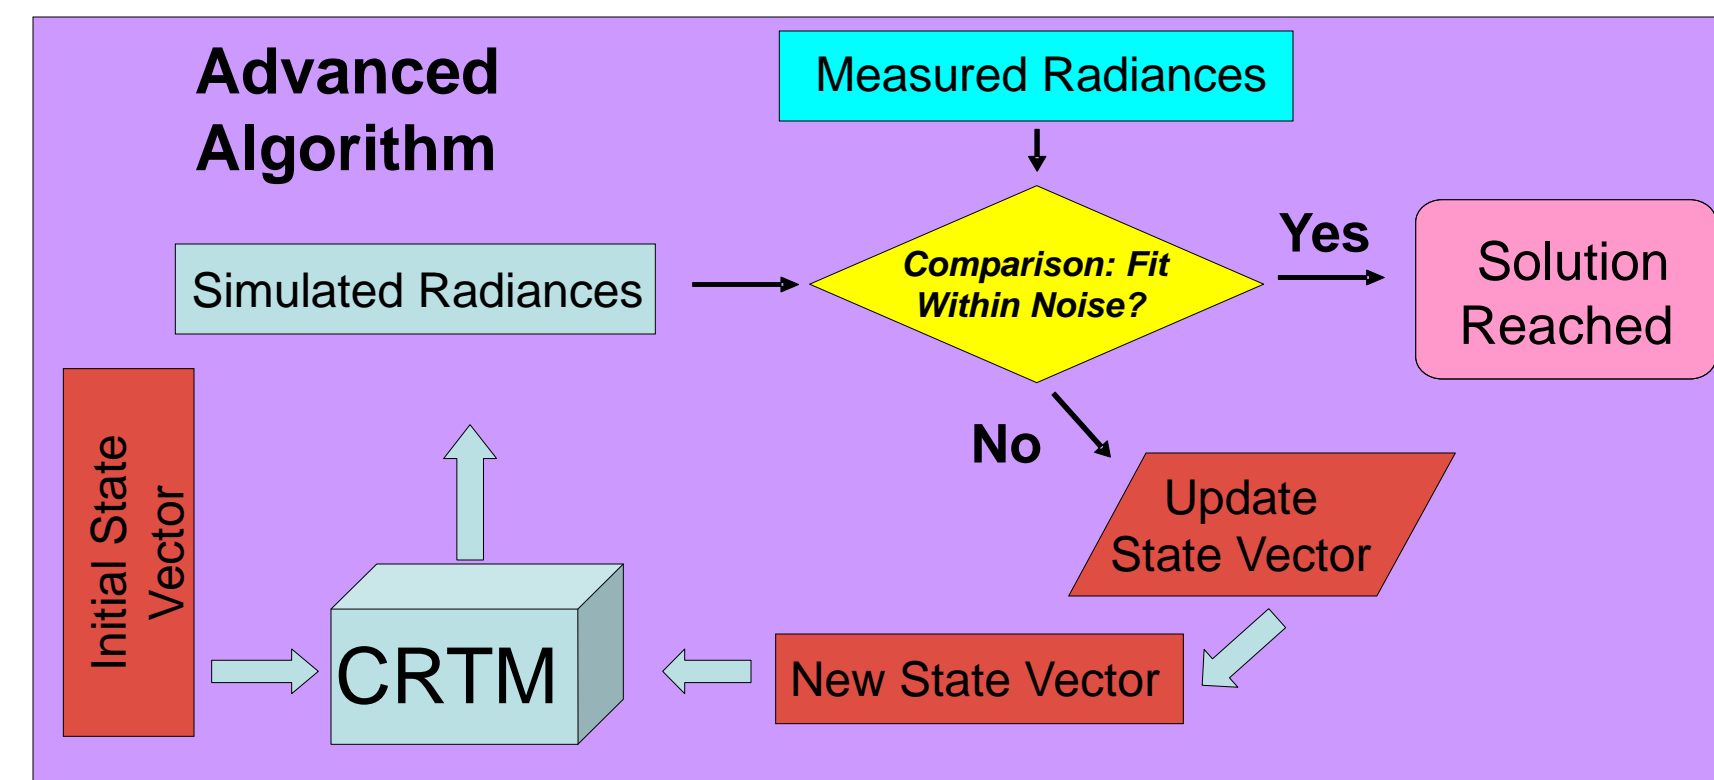 Advanced
Algorithm
Measured Radiances
Simulated Radiances
Comparison: Fit
Within Noise?
Yes
Solution
Reached
No
Update
State Vector
Initial State
Vector
CRTM
New State Vector